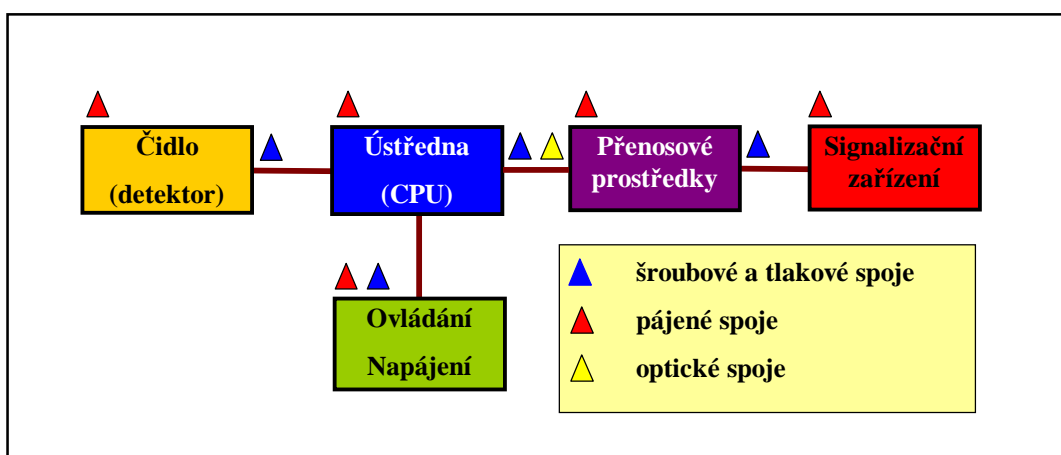 Čidlo
(detektor)
Ústředna
(CPU)
Přenosové
prostředky
Signalizační
zařízení
Ovládání
Napájení
šroubové a tlakové spoje
pájené spoje
optické spoje